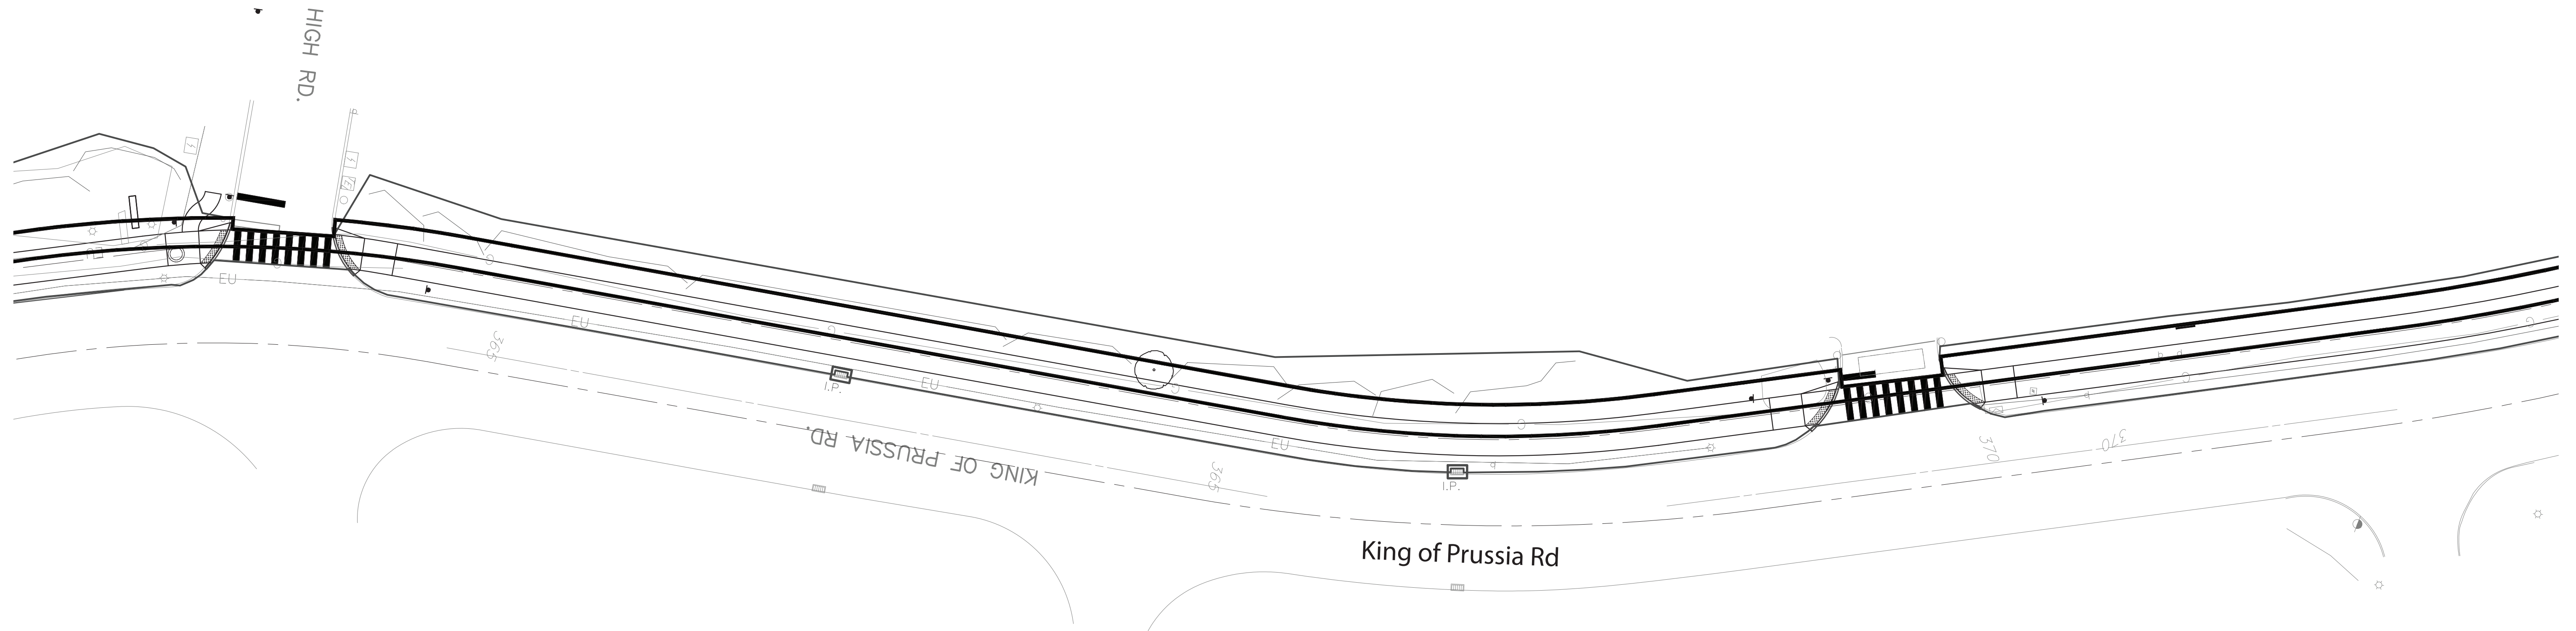 HIGH RD.
EU
365
EU
I.P.
EU
KING OF PRUSSIA RD.
365
EU
I.P.
370
370
King of Prussia Rd